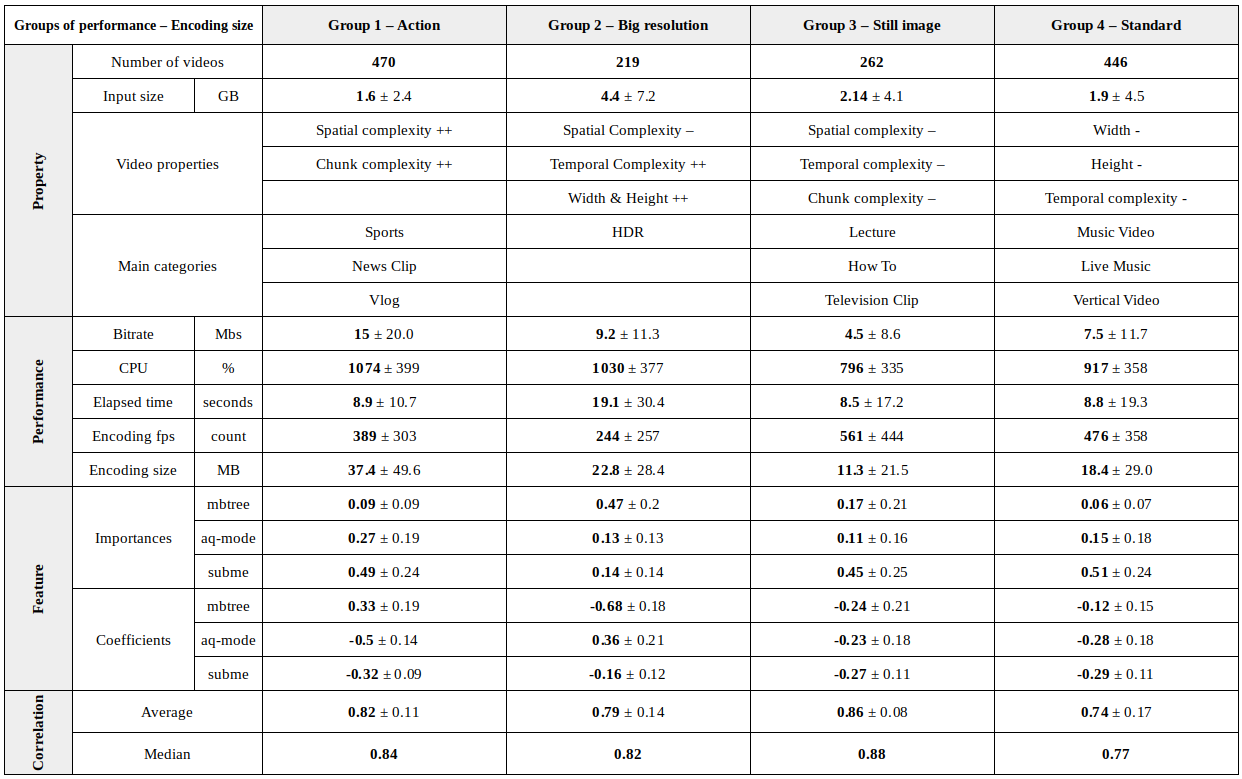 Groups of performance – Encoding size Group 1 – Action Group 2 – Big resolution Group 3 – Still image Group 4 – Standard
Property
Number of videos 470 219 262 446
Input size GB 1.6 ± 2.4 4.4 ± 7.2 2.14 ± 4.1 1.9 ± 4.5
Video properties
Spatial complexity ++ Spatial Complexity – Spatial complexity – Width -
Chunk complexity ++ Temporal Complexity ++ Temporal complexity – Height -
Width & Height ++ Chunk complexity – Temporal complexity -
Main categories
Sports HDR Lecture Music Video
News Clip How To Live Music
Vlog Television Clip Vertical Video
Performance
Bitrate Mbs 15 ± 20.0 9.2 ± 11.3 4.5 ± 8.6 7.5 ± 11.7
CPU % 1074 ± 399 1030 ± 377 796 ± 335 917 ± 358
Elapsed time seconds 8.9 ± 10.7 19.1 ± 30.4 8.5 ± 17.2 8.8 ± 19.3
Encoding fps count 389 ± 303 244 ± 257 561 ± 444 476 ± 358
Encoding size MB 37.4 ± 49.6 22.8 ± 28.4 11.3 ± 21.5 18.4 ± 29.0
Feature
Importances
mbtree 0.09 ± 0.09 0.47 ± 0.2 0.17 ± 0.21 0.06 ± 0.07
aq-mode 0.27 ± 0.19 0.13 ± 0.13 0.11 ± 0.16 0.15 ± 0.18
subme 0.49 ± 0.24 0.14 ± 0.14 0.45 ± 0.25 0.51 ± 0.24
Coefficients
mbtree 0.33 ± 0.19 -0.68 ± 0.18 -0.24 ± 0.21 -0.12 ± 0.15
aq-mode -0.5 ± 0.14 0.36 ± 0.21 -0.23 ± 0.18 -0.28 ± 0.18
subme -0.32 ± 0.09 -0.16 ± 0.12 -0.27 ± 0.11 -0.29 ± 0.11
Correlation
Average 0.82 ± 0.11 0.79 ± 0.14 0.86 ± 0.08 0.74 ± 0.17
Median 0.84 0.82 0.88 0.77